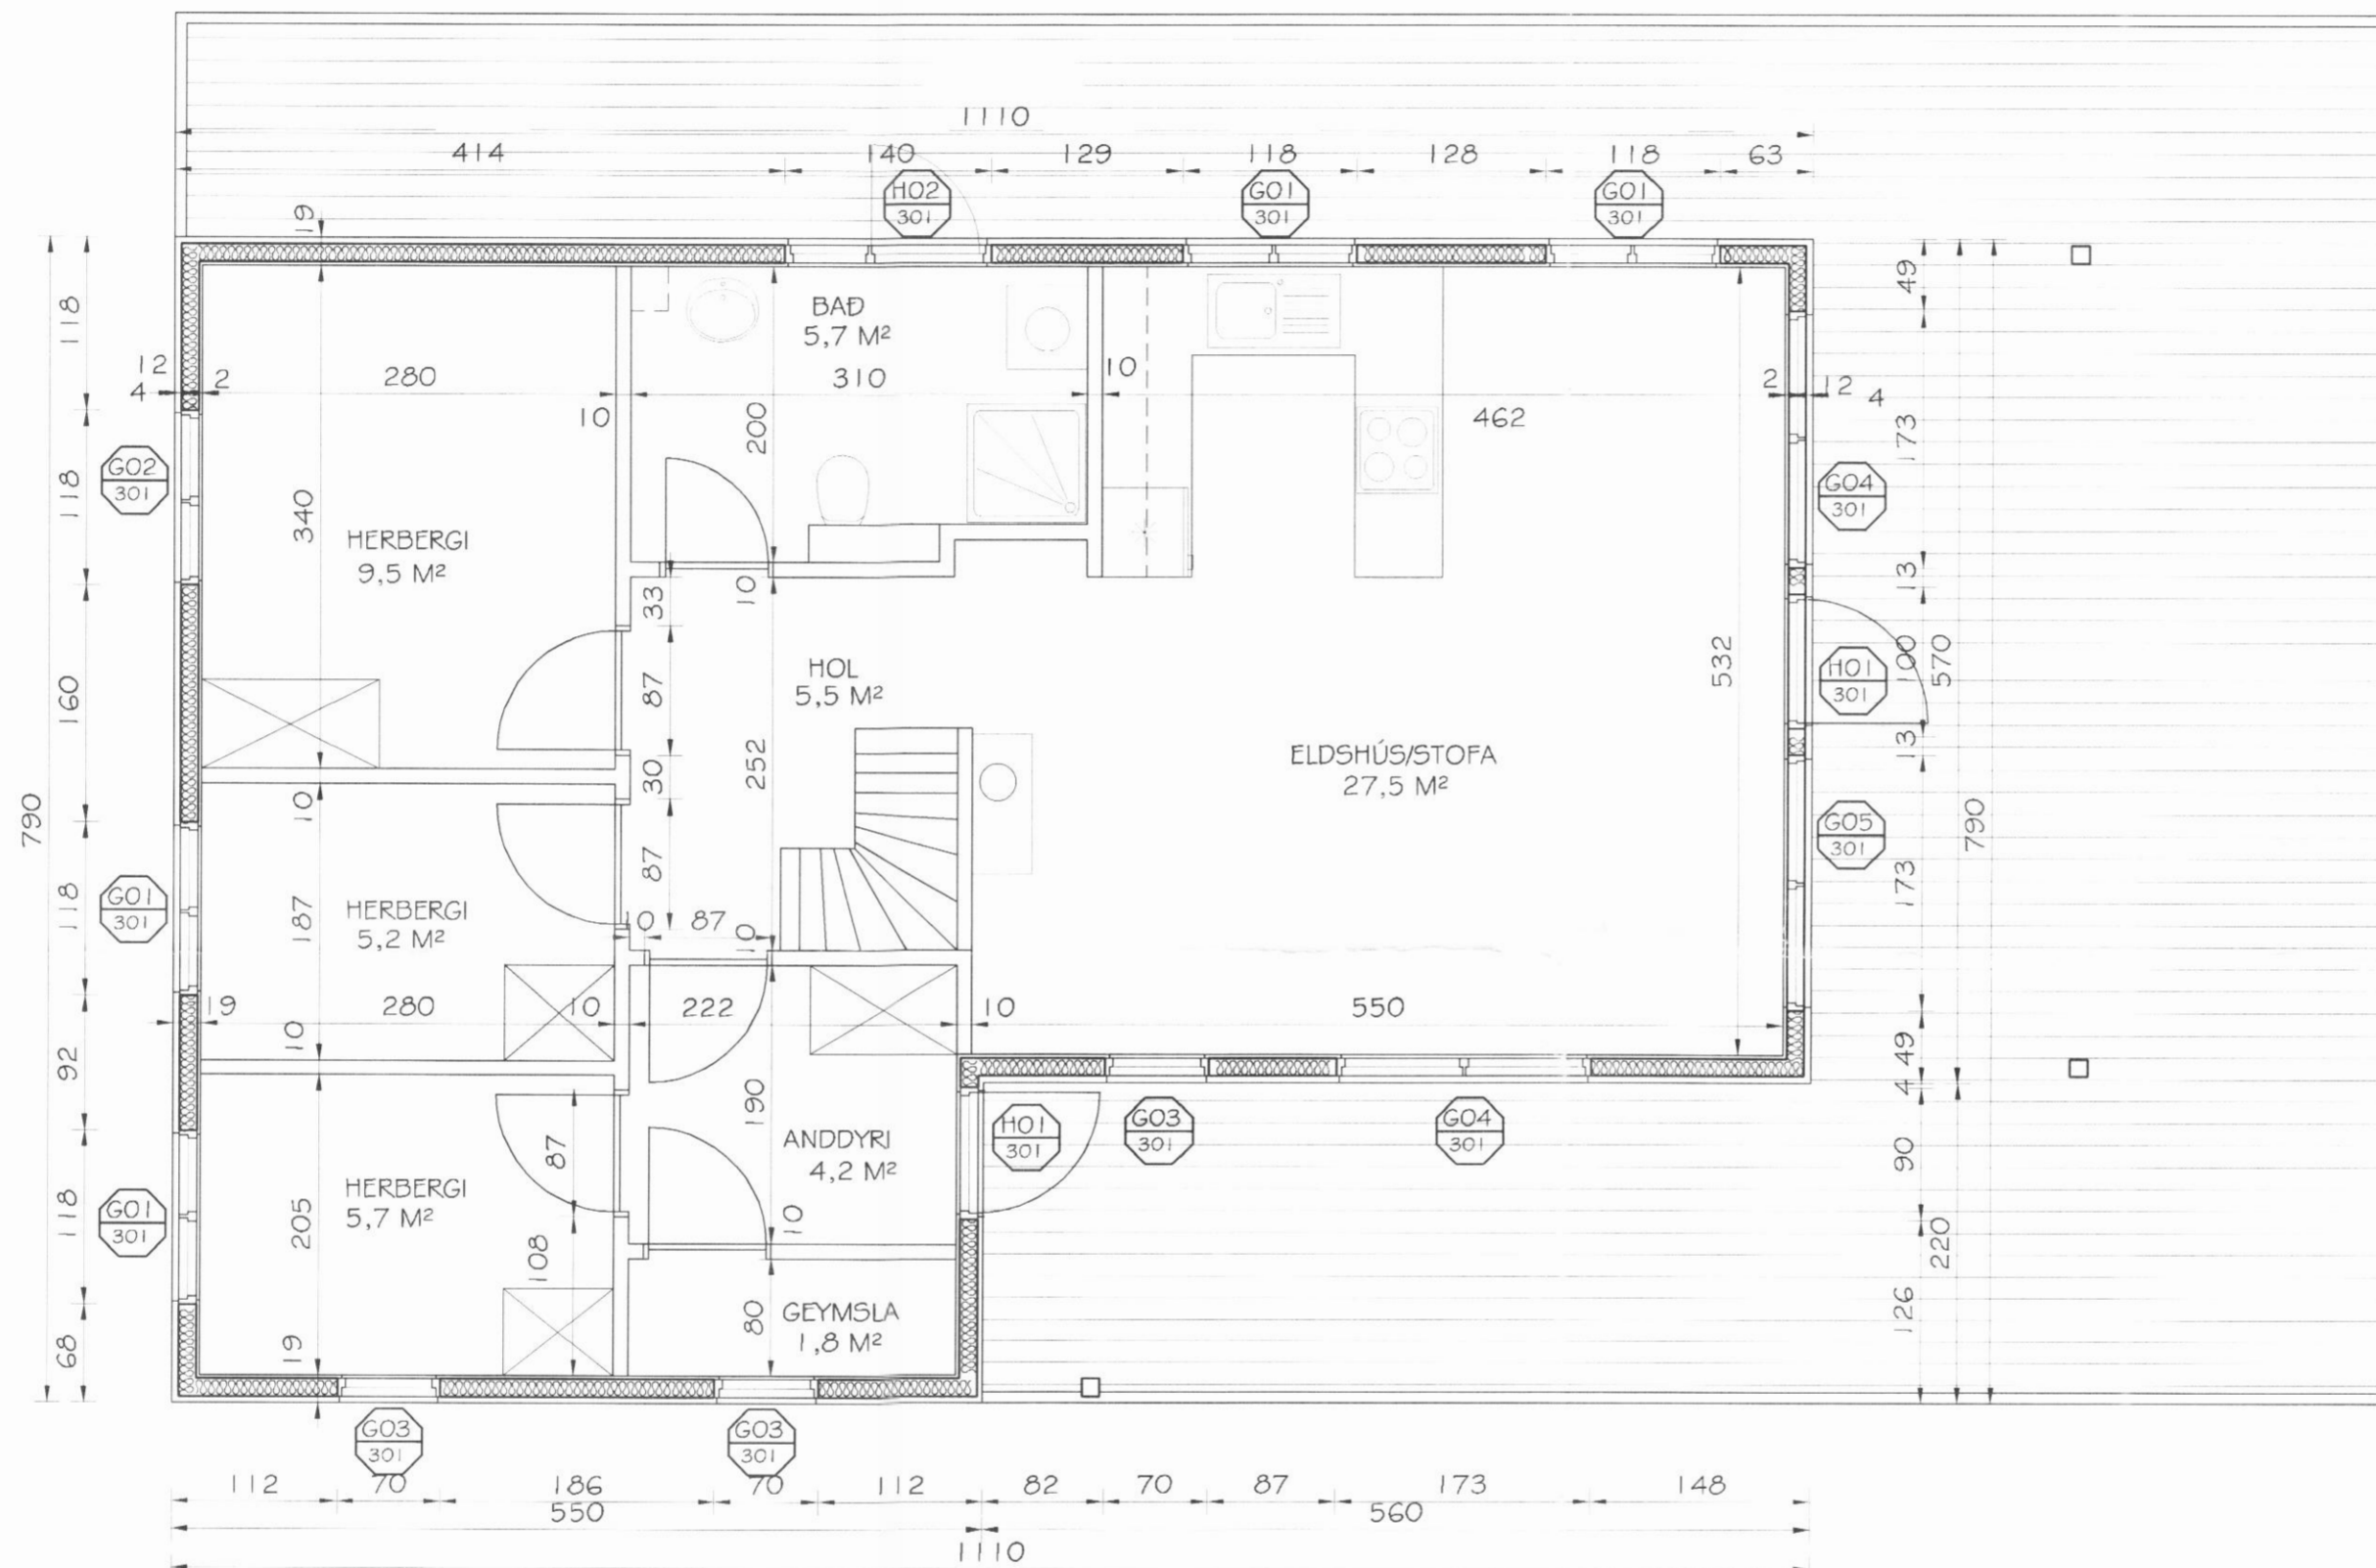 1110
414 140 129 118 128 118 63
H02
301
G01
301
G01
301
19
118
118
160
118
92
118
68
790
12
4
2
280
10
340
HERBERGI
9,5 M²
BAÐ
5,7 M²
310
200
10
462
2
12
4
49
173
13
100
13
173
49
4
90
126
570
220
790
G02
301
G04
301
H01
301
G05
301
33
87
30
87
10
HOL
5,5 M²
252
532
ELDSHÚS/STOFA
27,5 M²
10
187
HERBERGI
5,2 M²
G01
301
10 87 10
19 280 10 222 10 550
10
190
ANDDYRI
4,2 M²
H01
301
G03
301
G04
301
87
108
205
HERBERGI
5,7 M²
G01
301
10
80
GEYMSLA
1,8 M²
19
G03
301
G03
301
112 70 186 70 112 82 70 87 173 148
550 560
1110